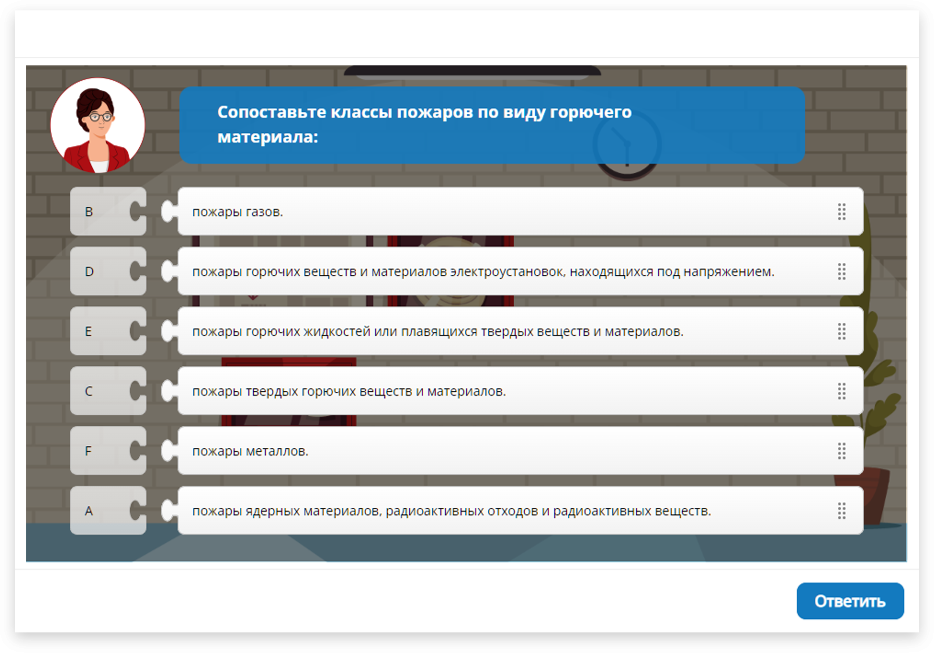 Сопоставьте классы пожаров по виду горючего
материала:
B пожары газов.
D пожары горючих веществ и материалов электроустановок, находящихся под напряжением.
E пожары горючих жидкостей или плавящихся твердых веществ и материалов.
C пожары твердых горючих веществ и материалов.
F пожары металлов.
A пожары ядерных материалов, радиоактивных отходов и радиоактивных веществ.
Ответить